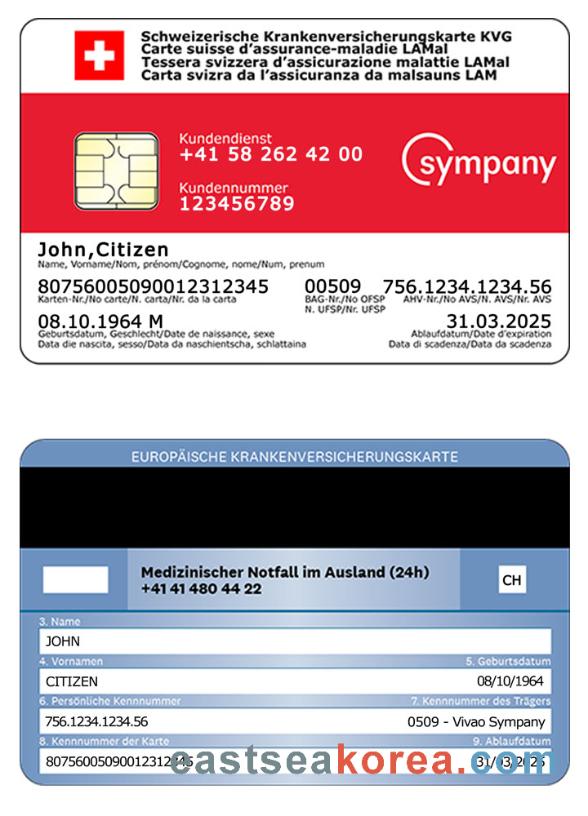 Schweizerische Krankenversicherungskarte KVG
Carte suisse d'assurance-maladie LAMal
Tessera svizzera d'assicurazione malattie LAMal
Carta svizra da l'assicuranza da malsauns LAM
Kundendienst
+41 58 262 42 00
sympany
Kundennummer
123456789
John,Citizen
Name, Vorname/Nom, prénom/Cognome, nome/Num, prenum
80756005090012312345 00509 756.1234.1234.56
Karten-Nr./No carte/N. carta/Nr. da la carta BAG-Nr./No OFSP AHV-Nr./No AVS/N. AVS/Nr. AVS
N. UFSP/Nr. UFSP
08.10.1964 M 31.03.2025
Geburtsdatum, Geschlecht/Date de naissance, sexe Ablaufdatum/Date d'expiration
Data die nascita, sesso/Data da naschientscha, schlattaina Data di scadenza/Data da scadenza
EUROPÄISCHE KRANKENVERSICHERUNGSKARTE
Medizinischer Notfall im Ausland (24h)
+41 41 480 44 22
CH
3. Name
JOHN
4. Vornamen 5. Geburtsdatum
CITIZEN 08/10/1964
6. Persönliche Kennnummer 7. Kennnummer des Trägers
756.1234.1234.56 0509 - Vivao Sympany
8. Kennnummer der Karte 9. Ablaufdatum
80756005090012312345 31/03/2025
eastseakorea.com